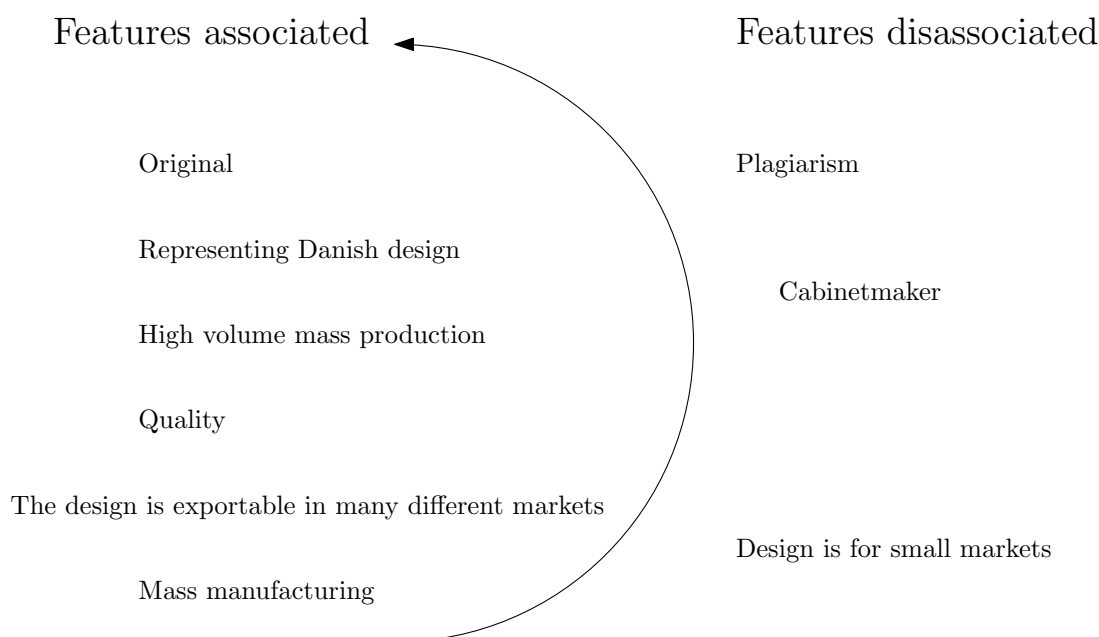 Features associated
Features disassociated
Original
Plagiarism
Representing Danish design
Cabinetmaker
High volume mass production
Quality
The design is exportable in many different markets
Design is for small markets
Mass manufacturing